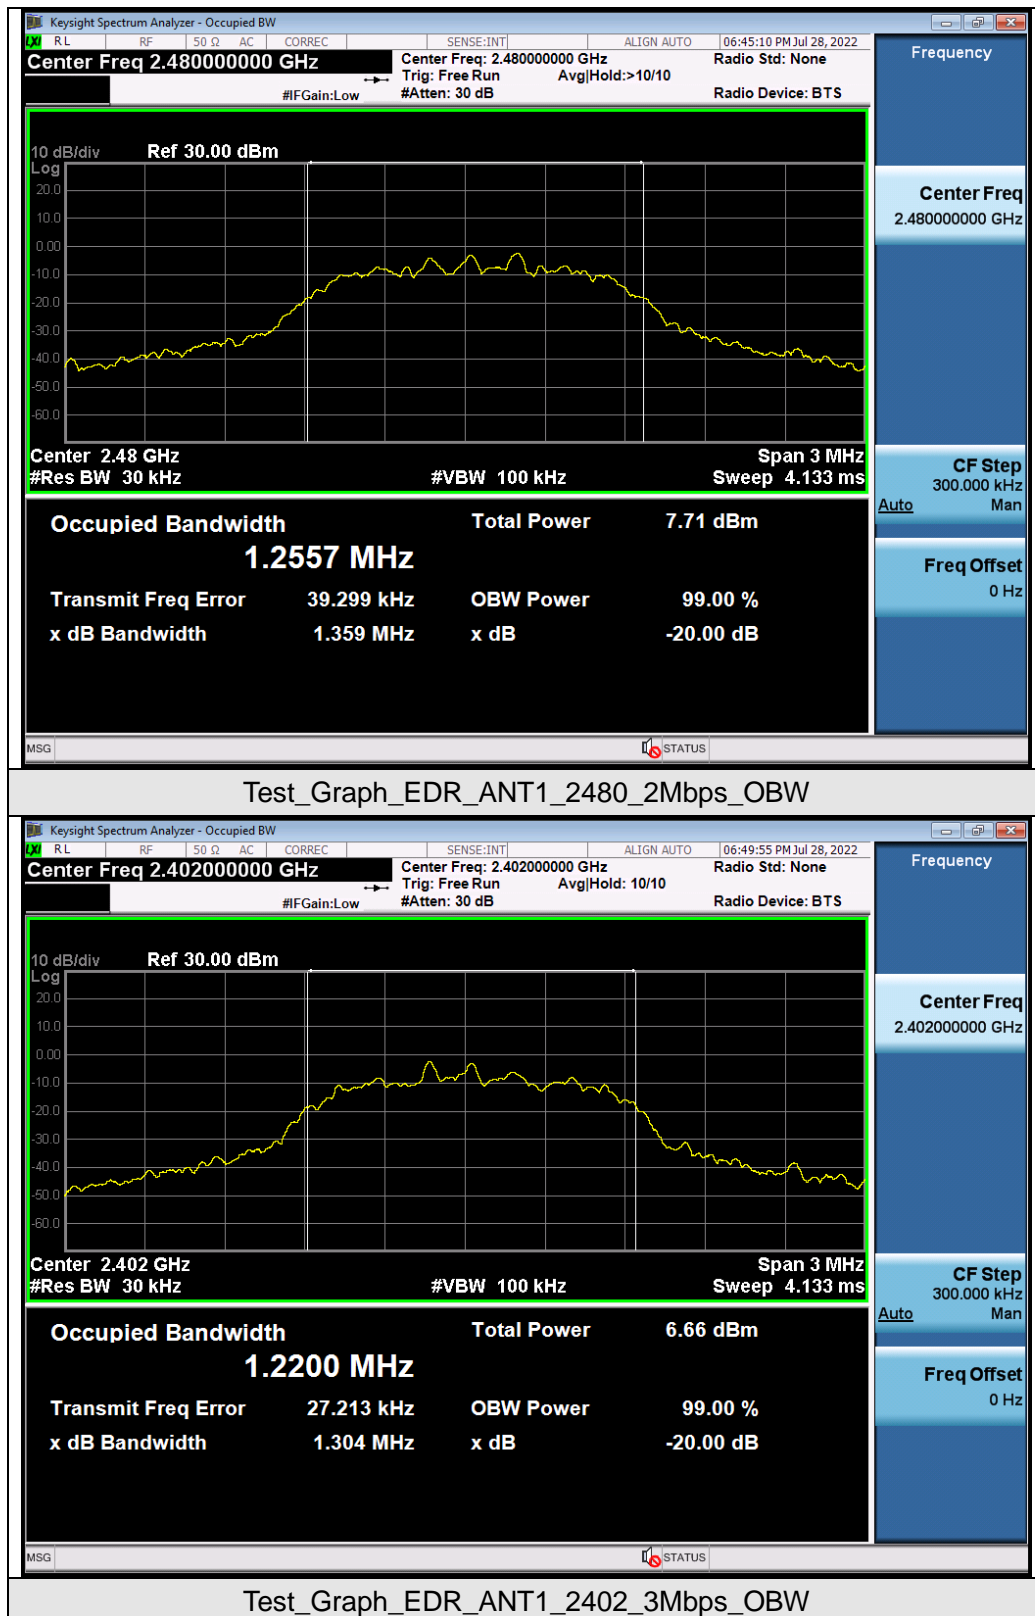 Keysight Spectrum Analyzer - Occupied BW
LXI RL RF 50 Ω AC CORREC SENSE:INT ALIGN AUTO 06:45:10 PM Jul 28, 2022
Center Freq 2.480000000 GHz
Center Freq: 2.480000000 GHz Radio Std: None
Trig: Free Run Avg|Hold:>10/10
#IFGain:Low #Atten: 30 dB Radio Device: BTS
10 dB/div Ref 30.00 dBm
Log
20.0
10.0
0.00
-10.0
-20.0
-30.0
-40.0
-50.0
-60.0
Center 2.48 GHz Span 3 MHz
#Res BW 30 kHz #VBW 100 kHz Sweep 4.133 ms
Occupied Bandwidth Total Power 7.71 dBm
1.2557 MHz
Transmit Freq Error 39.299 kHz OBW Power 99.00 %
x dB Bandwidth 1.359 MHz x dB -20.00 dB
MSG STATUS
Frequency
Center Freq
2.480000000 GHz
CF Step
300.000 kHz
Auto Man
Freq Offset
0 Hz
Test_Graph_EDR_ANT1_2480_2Mbps_OBW
Keysight Spectrum Analyzer - Occupied BW
LXI RL RF 50 Ω AC CORREC SENSE:INT ALIGN AUTO 06:49:55 PM Jul 28, 2022
Center Freq 2.402000000 GHz
Center Freq: 2.402000000 GHz Radio Std: None
Trig: Free Run Avg|Hold: 10/10
#IFGain:Low #Atten: 30 dB Radio Device: BTS
10 dB/div Ref 30.00 dBm
Log
20.0
10.0
0.00
-10.0
-20.0
-30.0
-40.0
-50.0
-60.0
Center 2.402 GHz Span 3 MHz
#Res BW 30 kHz #VBW 100 kHz Sweep 4.133 ms
Occupied Bandwidth Total Power 6.66 dBm
1.2200 MHz
Transmit Freq Error 27.213 kHz OBW Power 99.00 %
x dB Bandwidth 1.304 MHz x dB -20.00 dB
MSG STATUS
Frequency
Center Freq
2.402000000 GHz
CF Step
300.000 kHz
Auto Man
Freq Offset
0 Hz
Test_Graph_EDR_ANT1_2402_3Mbps_OBW